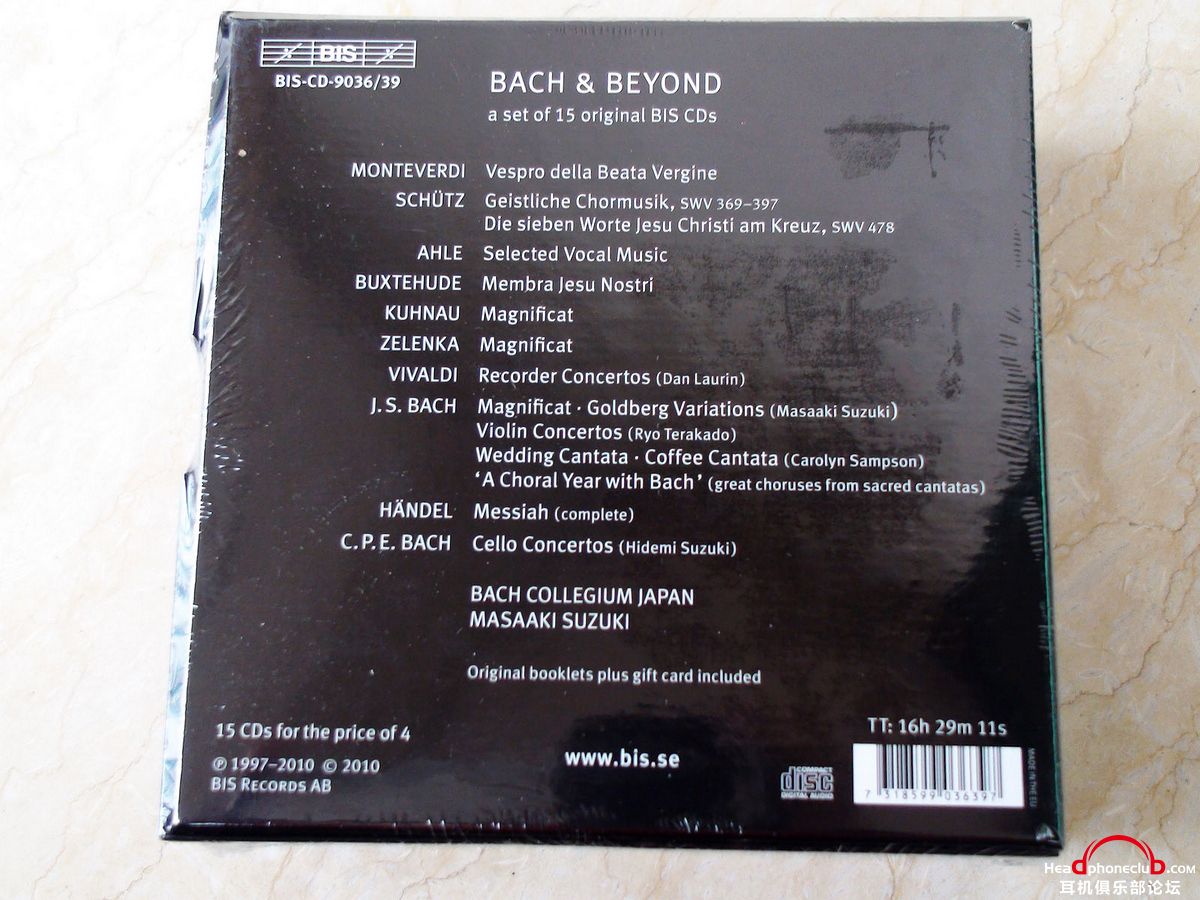 BIS
BIS-CD-9036/39
BACH & BEYOND
a set of 15 original BIS CDs
MONTEVERDI Vespro della Beata Vergine
SCHÜTZ Geistliche Chormusik, SWV 369–397
Die sieben Worte Jesu Christi am Kreuz, SWV 478
AHLE Selected Vocal Music
BUXTEHUDE Membra Jesu Nostri
KUHNAU Magnificat
ZELENKA Magnificat
VIVALDI Recorder Concertos (Dan Laurin)
J.S. BACH Magnificat · Goldberg Variations (Masaaki Suzuki)
Violin Concertos (Ryo Terakado)
Wedding Cantata · Coffee Cantata (Carolyn Sampson)
‘A Choral Year with Bach’ (great choruses from sacred cantatas)
HÄNDEL Messiah (complete)
C.P.E. BACH Cello Concertos (Hidemi Suzuki)
BACH COLLEGIUM JAPAN
MASAAKI SUZUKI
Original booklets plus gift card included
15 CDs for the price of 4
℗ 1997–2010 © 2010
BIS RECORDS AB
www.bis.se
COMPACT
disc
DIGITAL AUDIO
TT: 16h 29m 11s
7 318599 036397
MADE IN THE EU
Headphoneclub.com
耳机俱乐部论坛